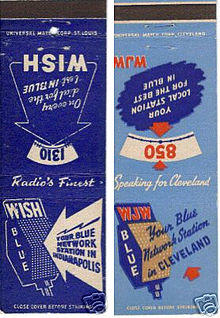 UNIVERSAL MATCH CORP. ST. LOUIS
WISH
On every
dial for the
best IN BLUE
1310
Radio's Finest
WISH
BLUE
YOUR BLUE
NETWORK
STATION IN
INDIANAPOLIS
CLOSE COVER BEFORE STRIKING
UNIVERSAL MATCH CORP., CLEVELAND
WJW
YOUR
LOCAL STATION
FOR THE BEST
IN BLUE
850
Speaking for Cleveland
WJW
BLUE
Your Blue
Network Station
in CLEVELAND
CLOSE COVER BEFORE STRIKING